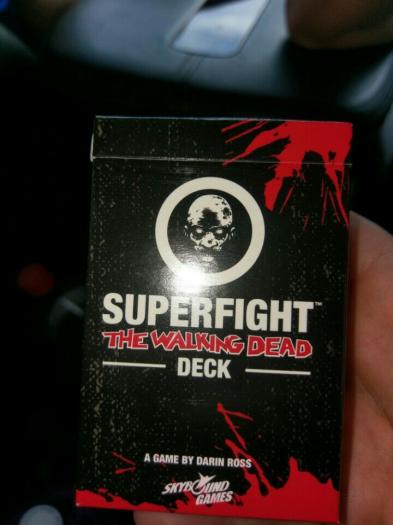 SUPERFIGHT™
THE WALKING DEAD
DECK
A GAME BY DARIN ROSS
SKYBOUND
GAMES